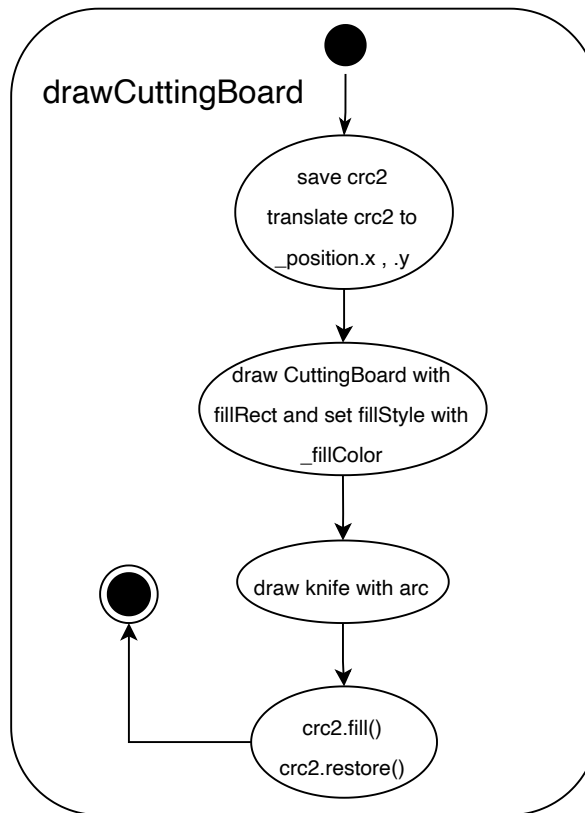 drawCuttingBoard
save crc2
translate crc2 to
_position.x , .y
draw CuttingBoard with
fillRect and set fillStyle with
_fillColor
draw knife with arc
crc2.fill()
crc2.restore()